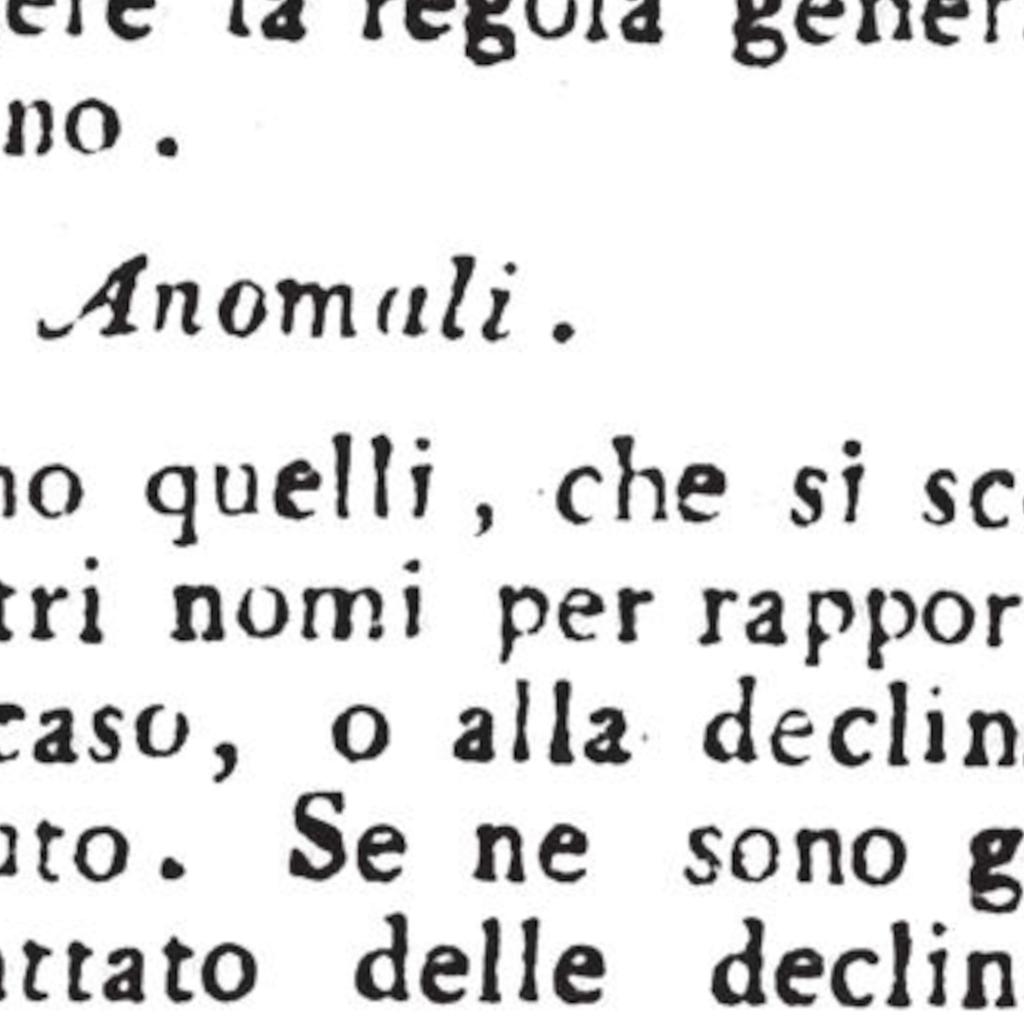 ere la regola gener
no .
Anomali .
no quelli , che si sc
tri nomi per rappor
caso, o alla declin
uto. Se ne sono g
attato delle declin